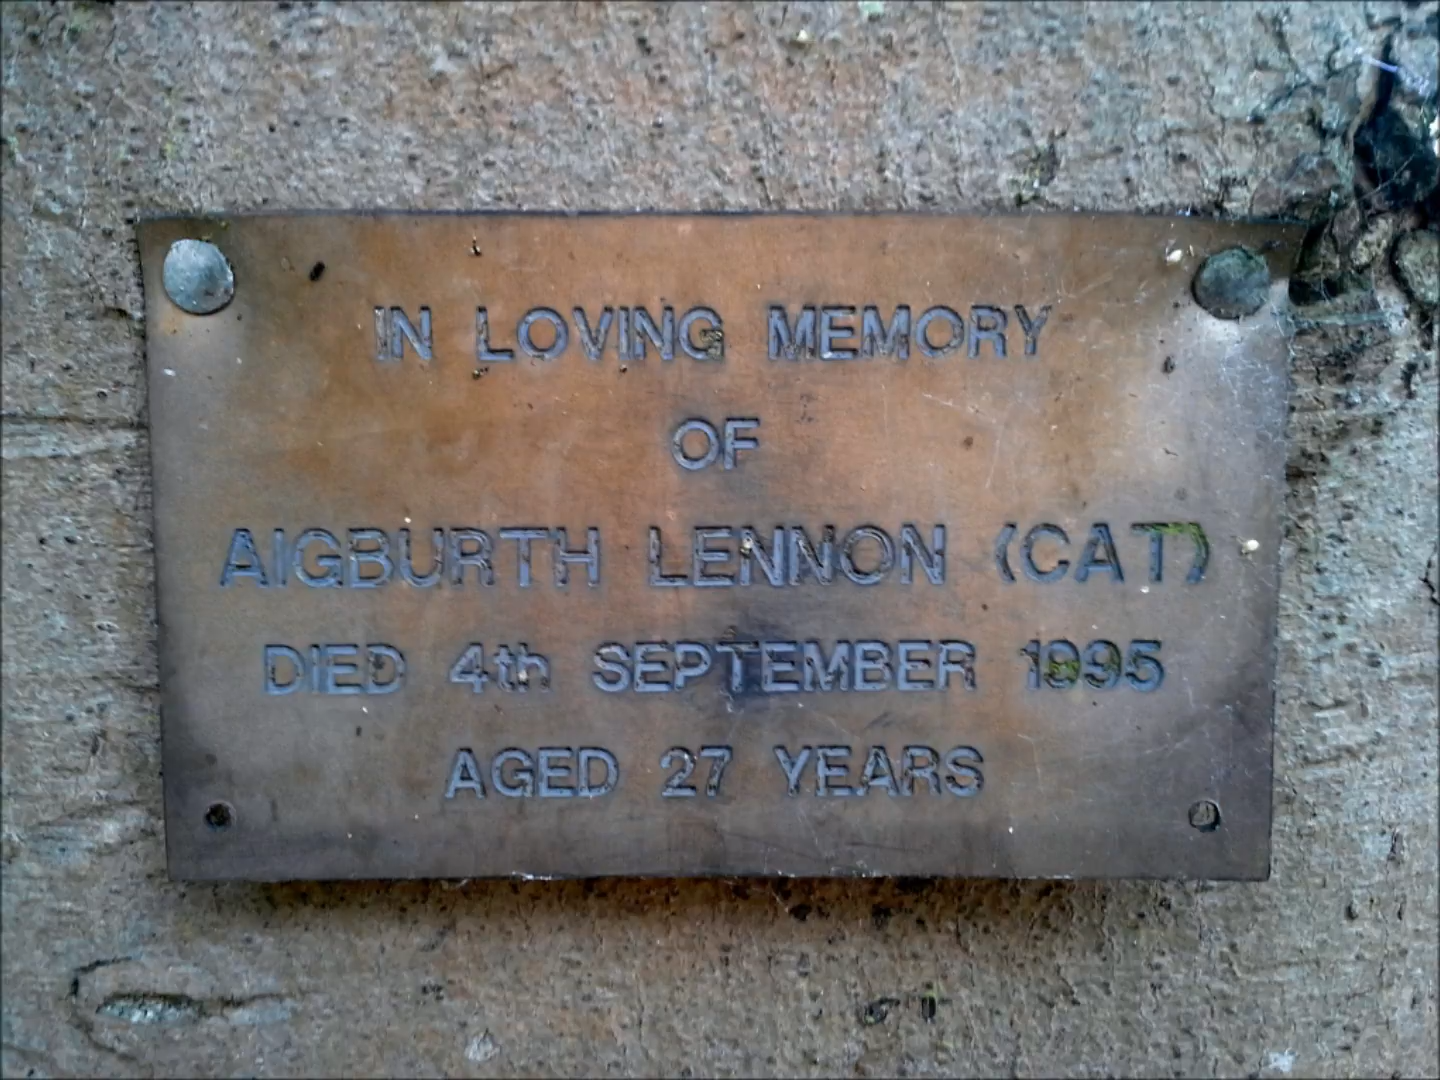 IN LOVING MEMORY
OF
AIGBURTH LENNON (CAT)
DIED 4th SEPTEMBER 1995
AGED 27 YEARS